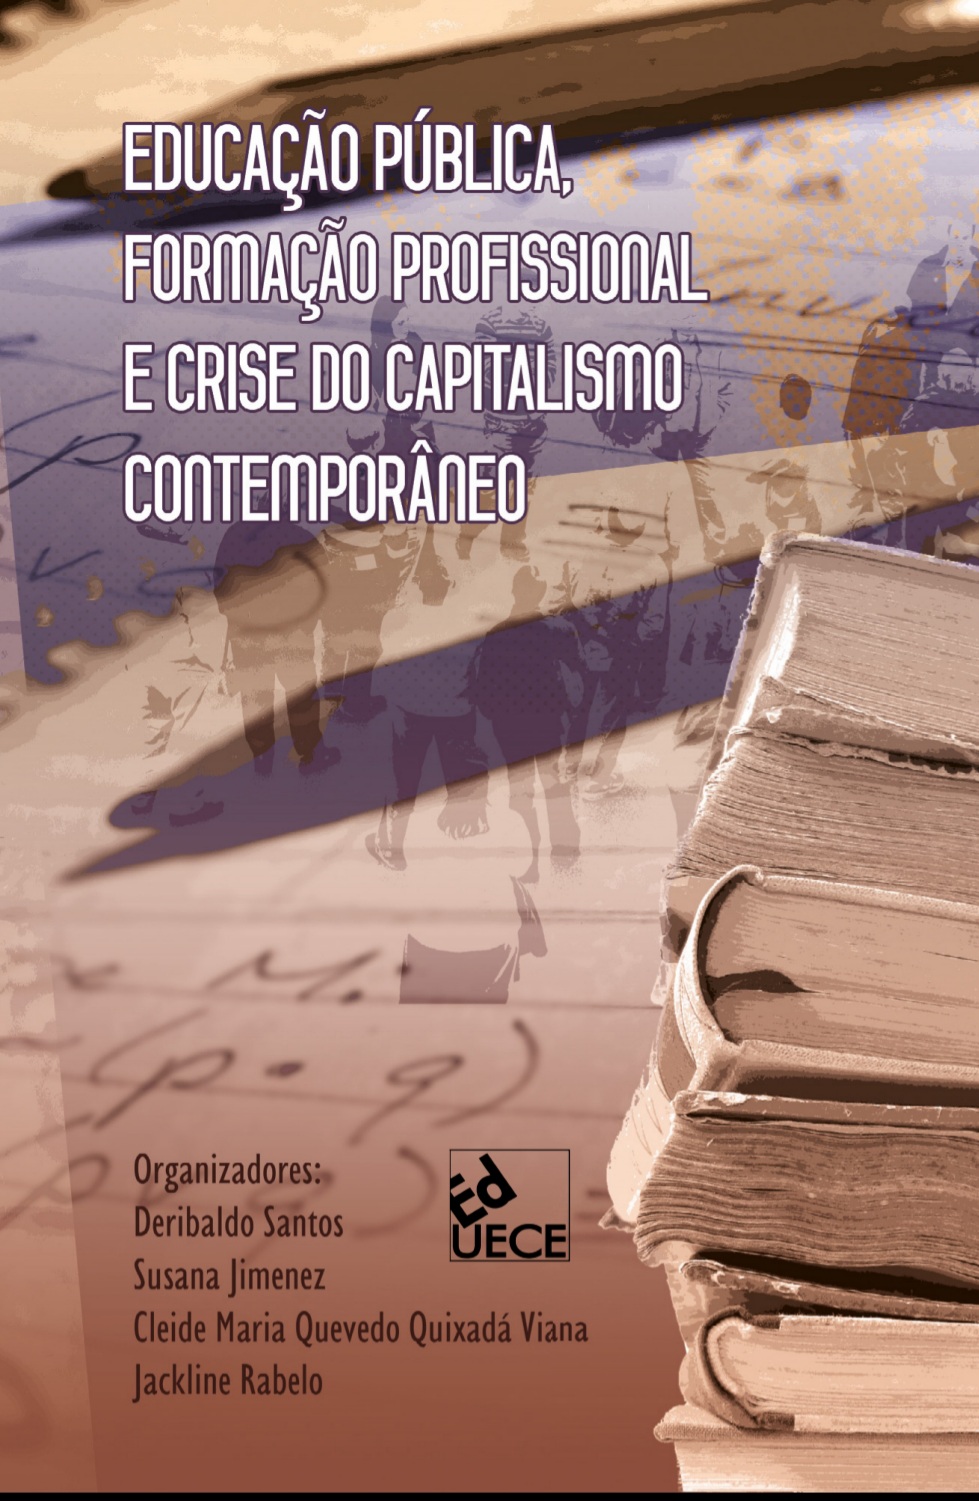 EDUCAÇÃO PÚBLICA,
FORMAÇÃO PROFISSIONAL
E CRISE DO CAPITALISMO
CONTEMPORÂNEO
(p • q)
Organizadores:
Deribaldo Santos
Susana Jimenez
Cleide Maria Quevedo Quixadá Viana
Jackline Rabelo
Ed
UECE